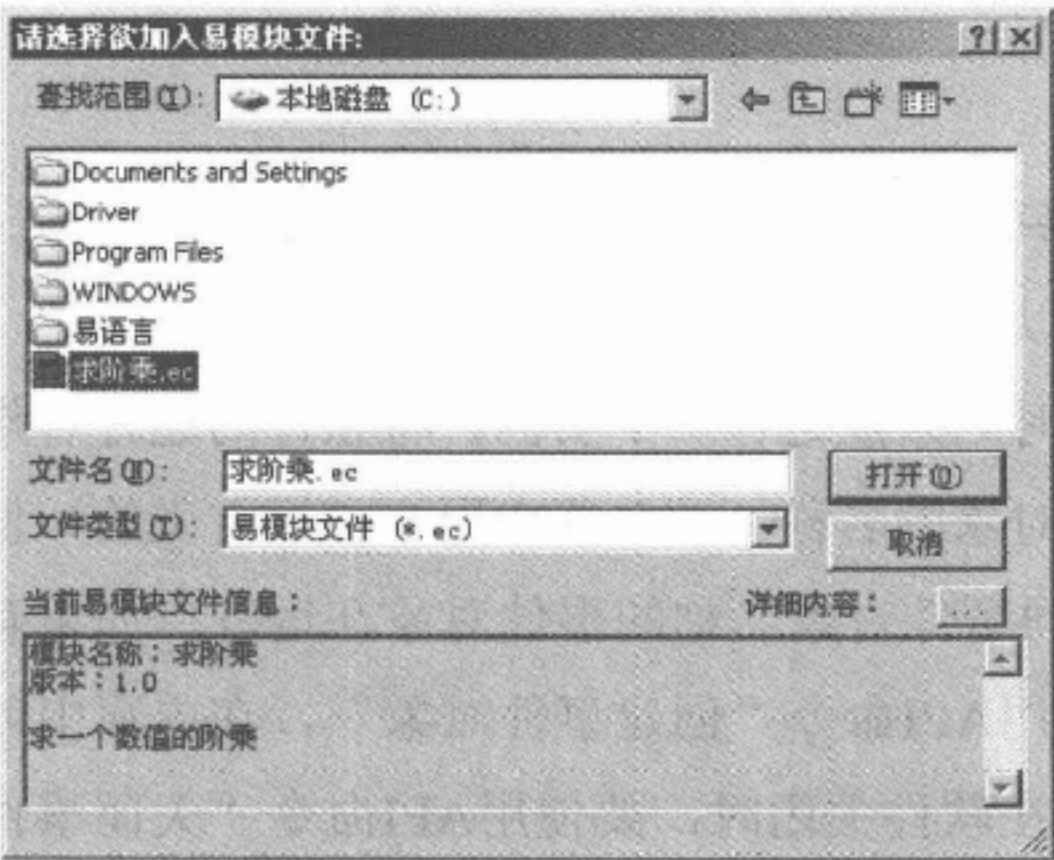 请选择欲加入易模块文件:
查找范围(I): 本地磁盘 (C:)
Documents and Settings
Driver
Program Files
WINDOWS
易语言
求阶乘.ec
文件名(N): 求阶乘.ec 打开(O)
文件类型(T): 易模块文件 (*.ec) 取消
当前易模块文件信息: 详细内容: ...
模块名称:求阶乘
版本:1.0
求一个数值的阶乘